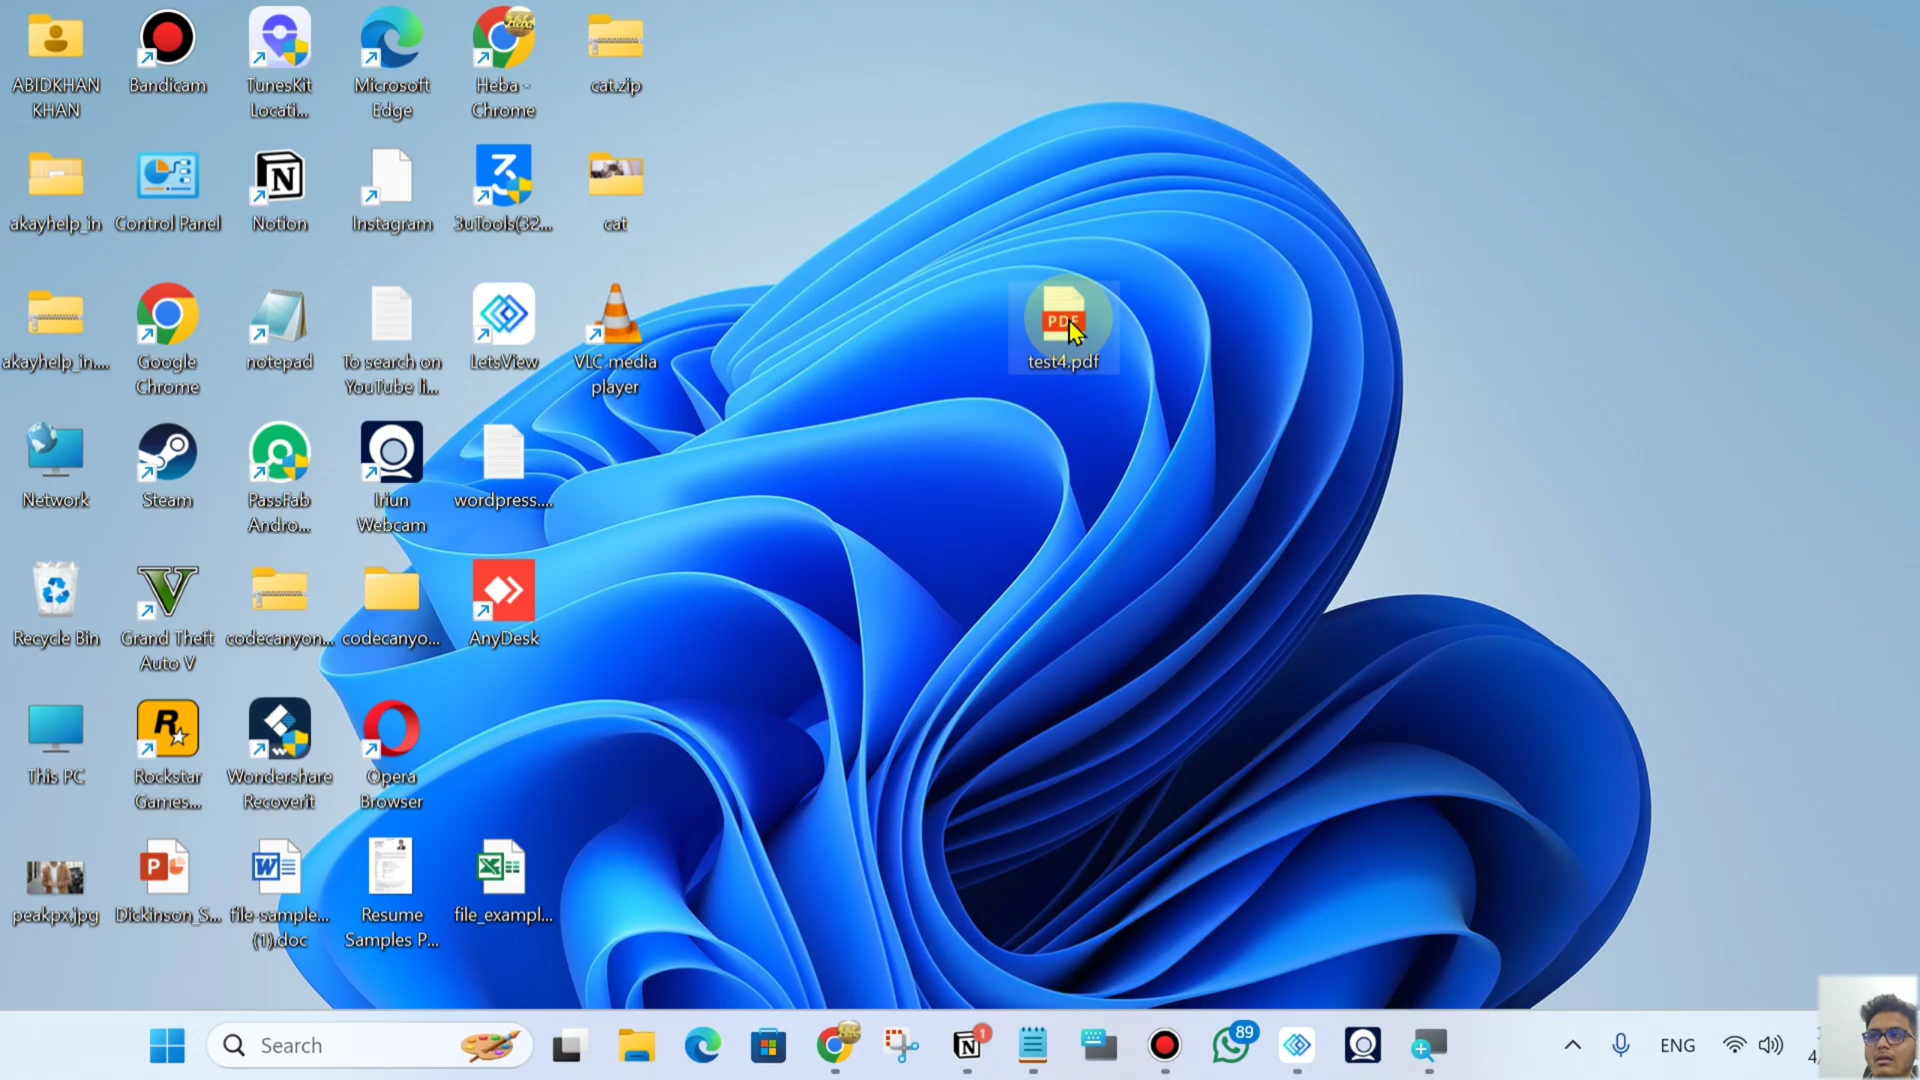 ABIDKHAN
KHAN
Bandicam
TunesKit
Locati...
Microsoft
Edge
Heba
Heba -
Chrome
cat.zip
akayhelp_in
Control Panel
N
Notion
Instagram
3uTools(32...
cat
akayhelp_in....
Google
Chrome
notepad
To search on
YouTube li...
LetsView
VLC media
player
PDF
test4.pdf
Network
Steam
PassFab
Andro...
Iriun
Webcam
wordpress....
Recycle Bin
V
Grand Theft
Auto V
codecanyon...
codecanyo...
AnyDesk
This PC
R
Rockstar
Games...
W
Wondershare
Recoverit
Opera
Browser
peakpx.jpg
P
Dickinson_S...
W
file-sample...
(1).doc
Resume
Samples P...
X
file_exampl...
Search
N
1
89
ENG